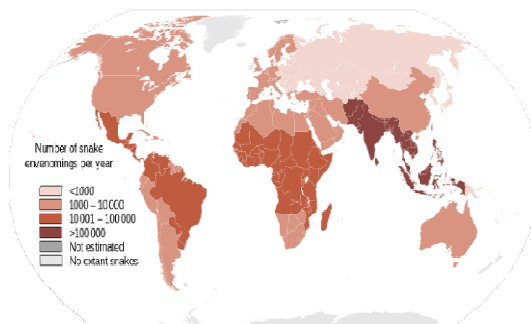 Number of snake
envenomings per year
<1000
1000 – 10 000
10 001 – 100 000
>100 000
Not estimated
No extant snakes